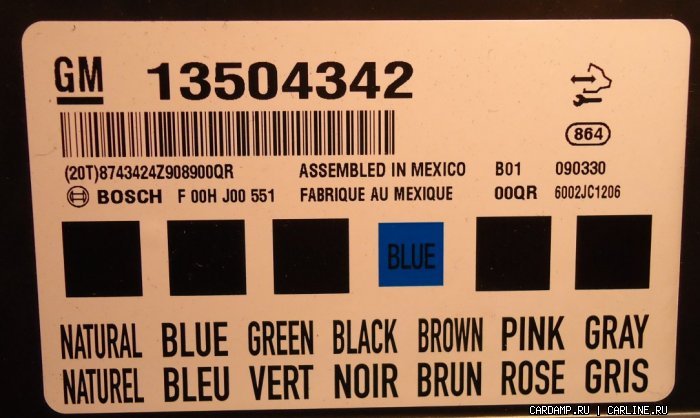 GM 13504342
864
(20T)8743424Z908900QR ASSEMBLED IN MEXICO B01 090330
BOSCH F 00H J00 551 FABRIQUE AU MEXIQUE 00QR 6002JC1206
BLUE
NATURAL BLUE GREEN BLACK BROWN PINK GRAY
NATUREL BLEU VERT NOIR BRUN ROSE GRIS
CARDAMP.RU | CARLINE.RU